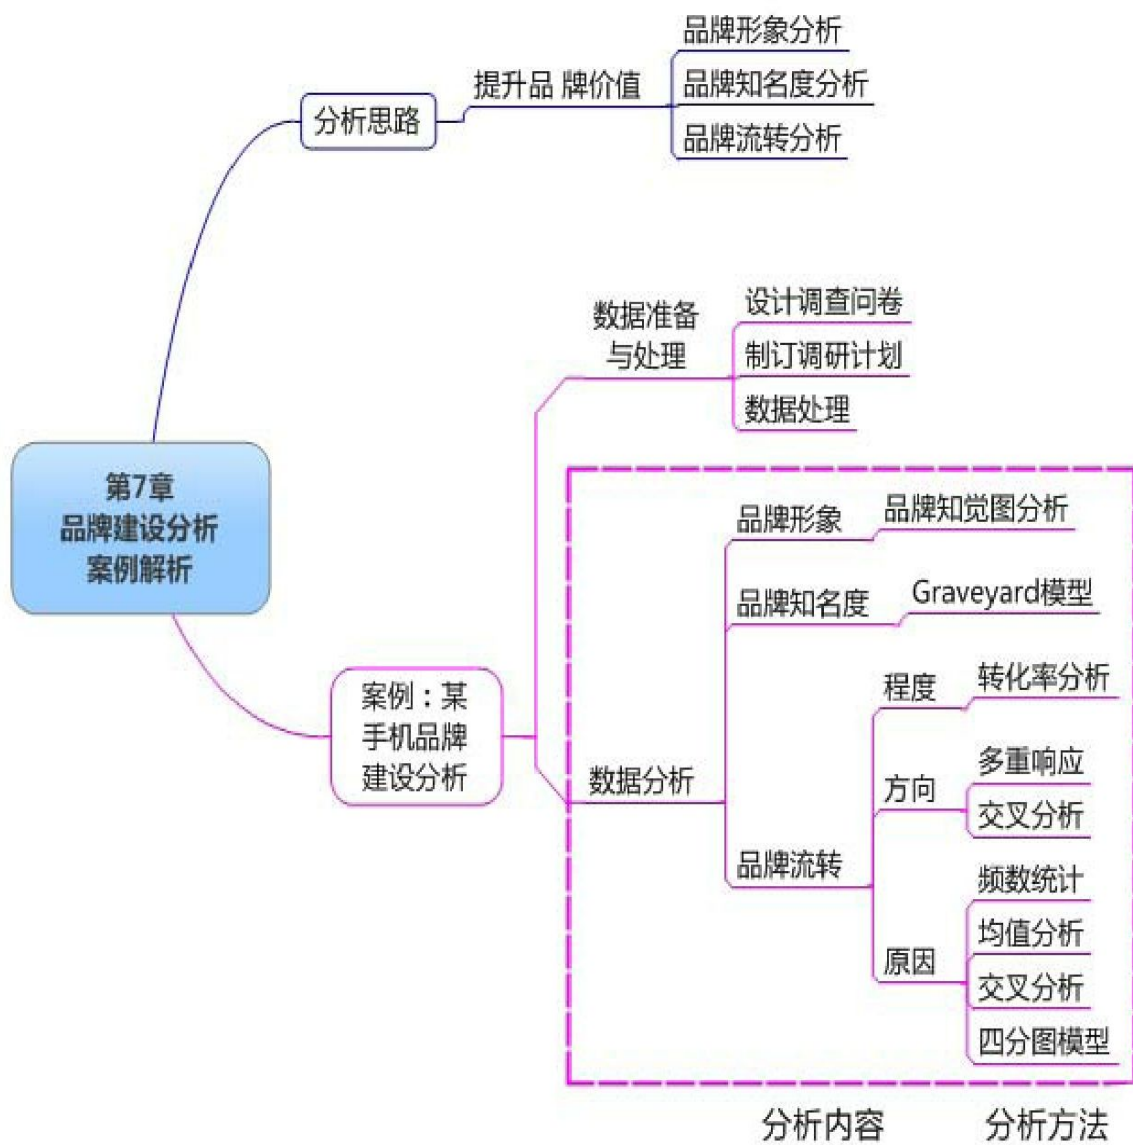 品牌形象分析
提升品 牌价值
品牌知名度分析
分析思路
品牌流转分析
数据准备
与处理
设计调查问卷
制订调研计划
数据处理
第7章
品牌建设分析
案例解析
案例：某
手机品牌
建设分析
数据分析
品牌形象
品牌知觉图分析
品牌知名度
Graveyard模型
品牌流转
程度
转化率分析
方向
多重响应
交叉分析
原因
频数统计
均值分析
交叉分析
四分图模型
分析内容
分析方法